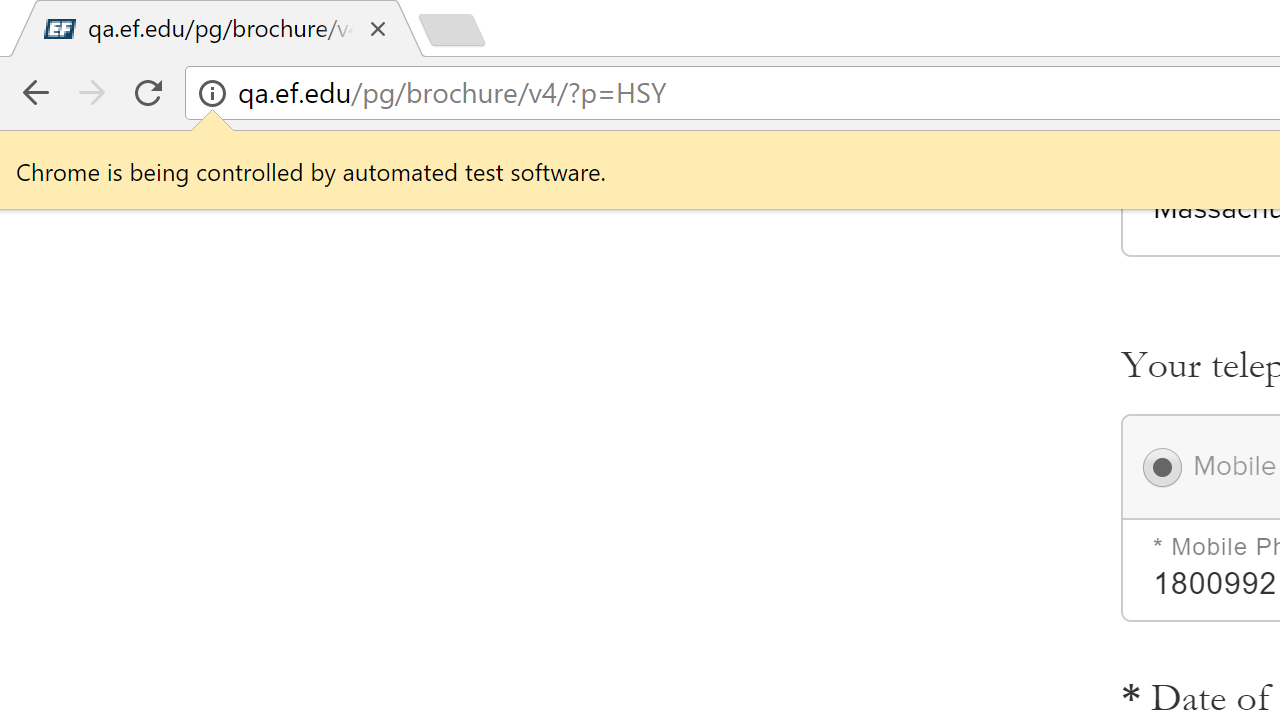 EF qa.ef.edu/pg/brochure/v4
qa.ef.edu/pg/brochure/v4/?p=HSY
Chrome is being controlled by automated test software.
Your telep
Mobile
* Mobile Ph
1800992
* Date of